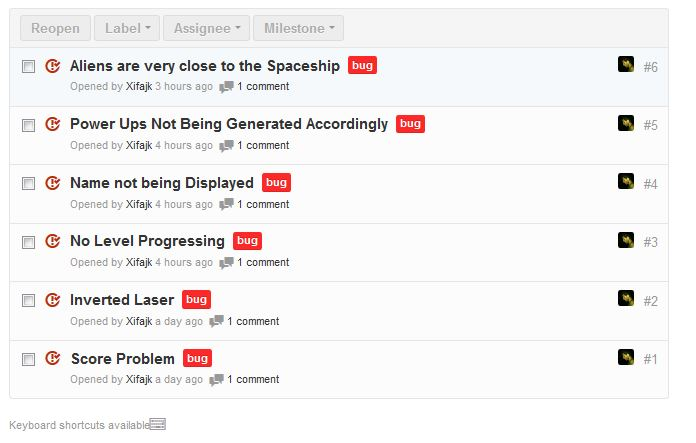 Reopen Label Assignee Milestone
Aliens are very close to the Spaceship bug #6
Opened by Xifajk 3 hours ago 1 comment
Power Ups Not Being Generated Accordingly bug #5
Opened by Xifajk 4 hours ago 1 comment
Name not being Displayed bug #4
Opened by Xifajk 4 hours ago 1 comment
No Level Progressing bug #3
Opened by Xifajk 4 hours ago 1 comment
Inverted Laser bug #2
Opened by Xifajk a day ago 1 comment
Score Problem bug #1
Opened by Xifajk a day ago 1 comment
Keyboard shortcuts available